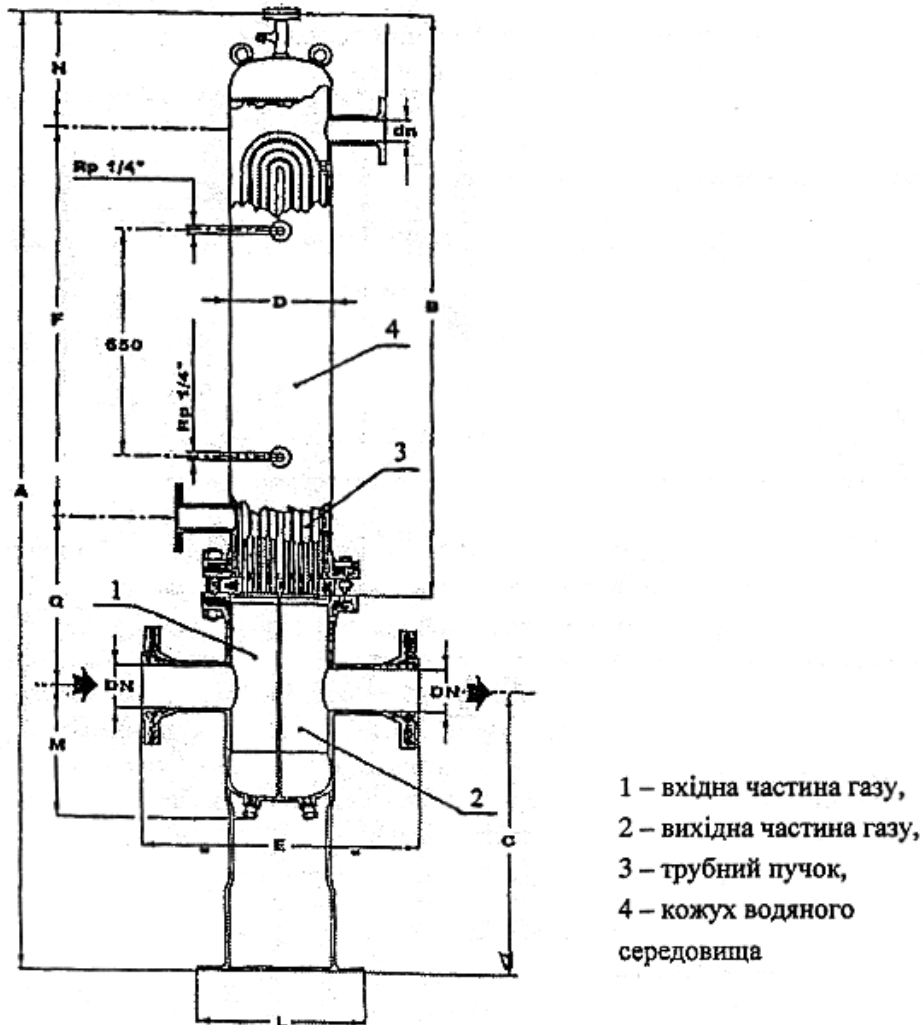 H
dn
Rp 1/4"
F
D
B
650
4
Rp 1/4"
3
A
1
Q
DN
DN
M
2
E
C
L
1 – вхідна частина газу,
2 – вихідна частина газу,
3 – трубний пучок,
4 – кожух водяного
середовища